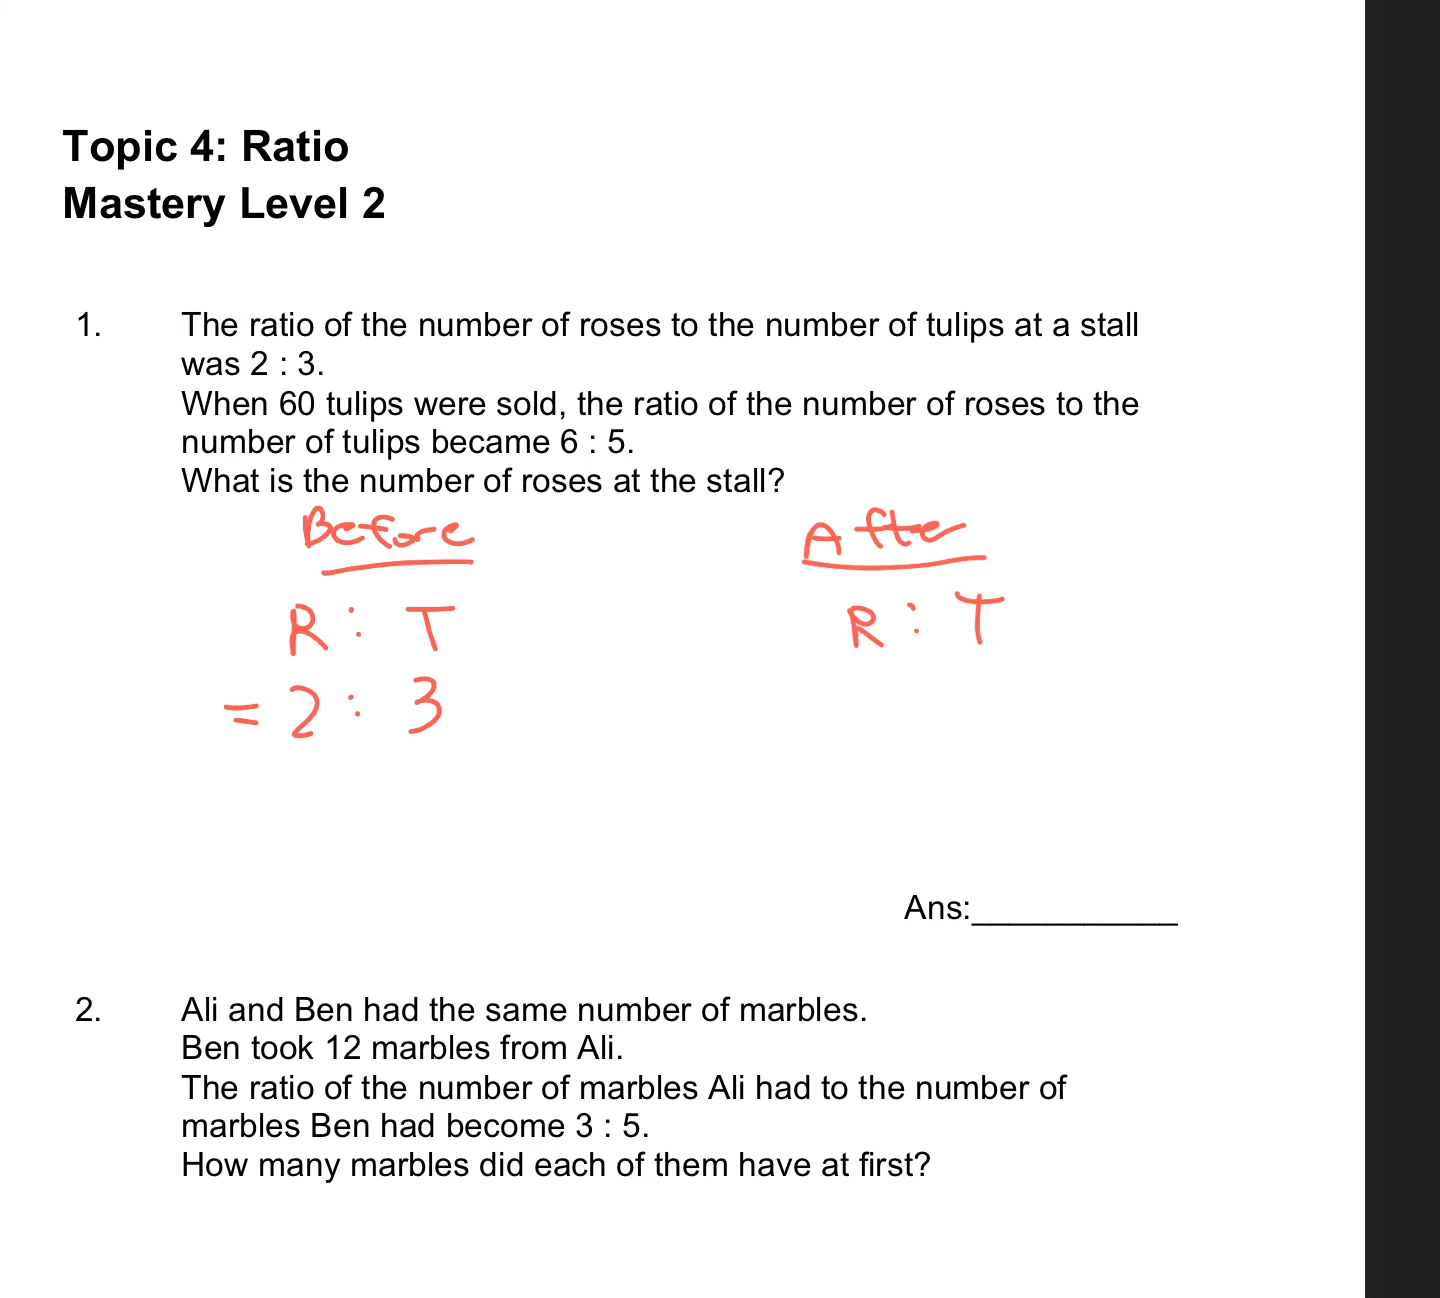 Topic 4: Ratio
Mastery Level 2
1. The ratio of the number of roses to the number of tulips at a stall
was 2 : 3.
When 60 tulips were sold, the ratio of the number of roses to the
number of tulips became 6 : 5.
What is the number of roses at the stall?
Before After
R : T R : T
= 2 : 3
Ans:___________
2. Ali and Ben had the same number of marbles.
Ben took 12 marbles from Ali.
The ratio of the number of marbles Ali had to the number of
marbles Ben had become 3 : 5.
How many marbles did each of them have at first?